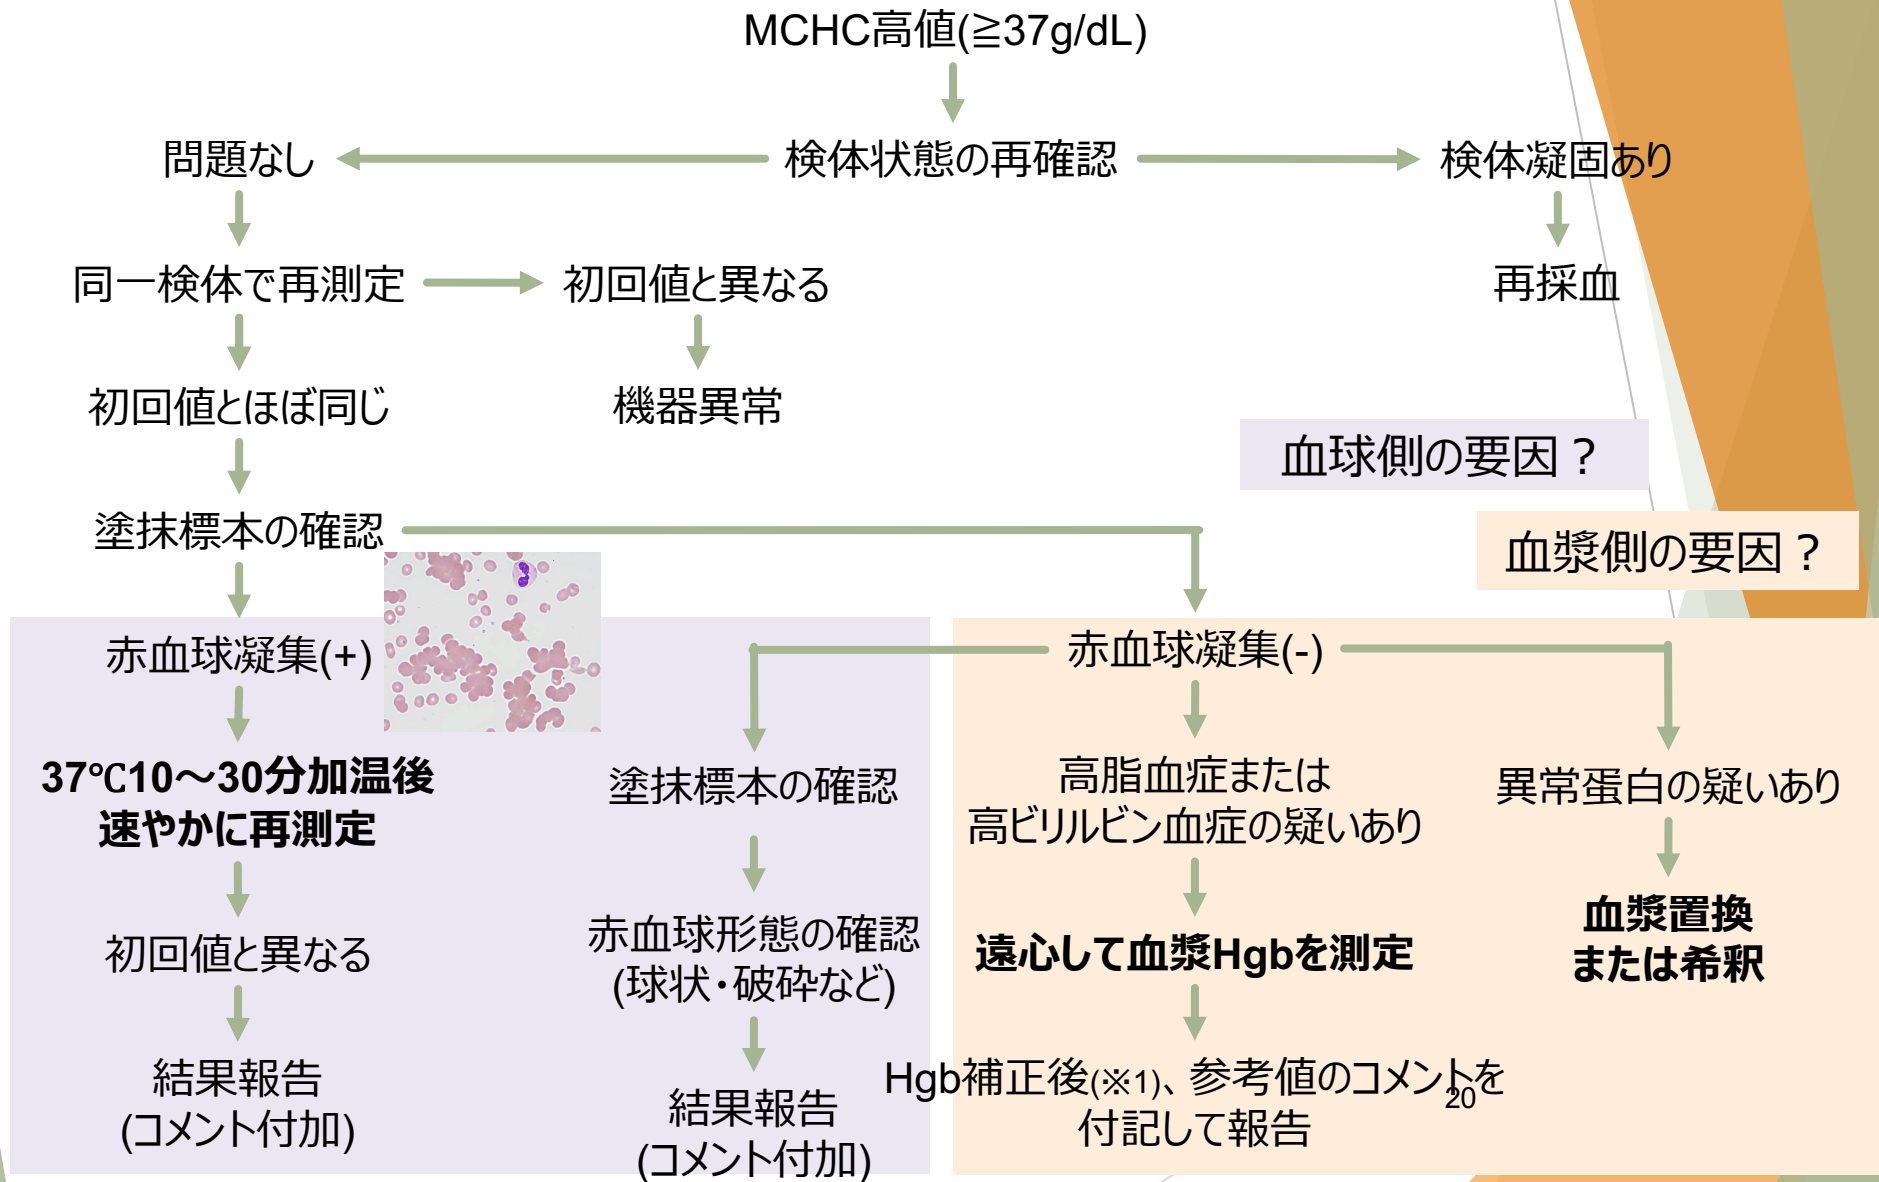 MCHC高値(≧37g/dL)
問題なし
検体状態の再確認
検体凝固あり
同一検体で再測定
初回値と異なる
再採血
初回値とほぼ同じ
機器異常
血球側の要因？
塗抹標本の確認
血漿側の要因？
赤血球凝集(+)
赤血球凝集(-)
37℃10～30分加温後
速やかに再測定
塗抹標本の確認
高脂血症または
高ビリルビン血症の疑いあり
異常蛋白の疑いあり
初回値と異なる
赤血球形態の確認
(球状・破砕など)
遠心して血漿Hgbを測定
血漿置換
または希釈
結果報告
(コメント付加)
結果報告
(コメント付加)
Hgb補正後(※1)、参考値のコメントを
付記して報告
20